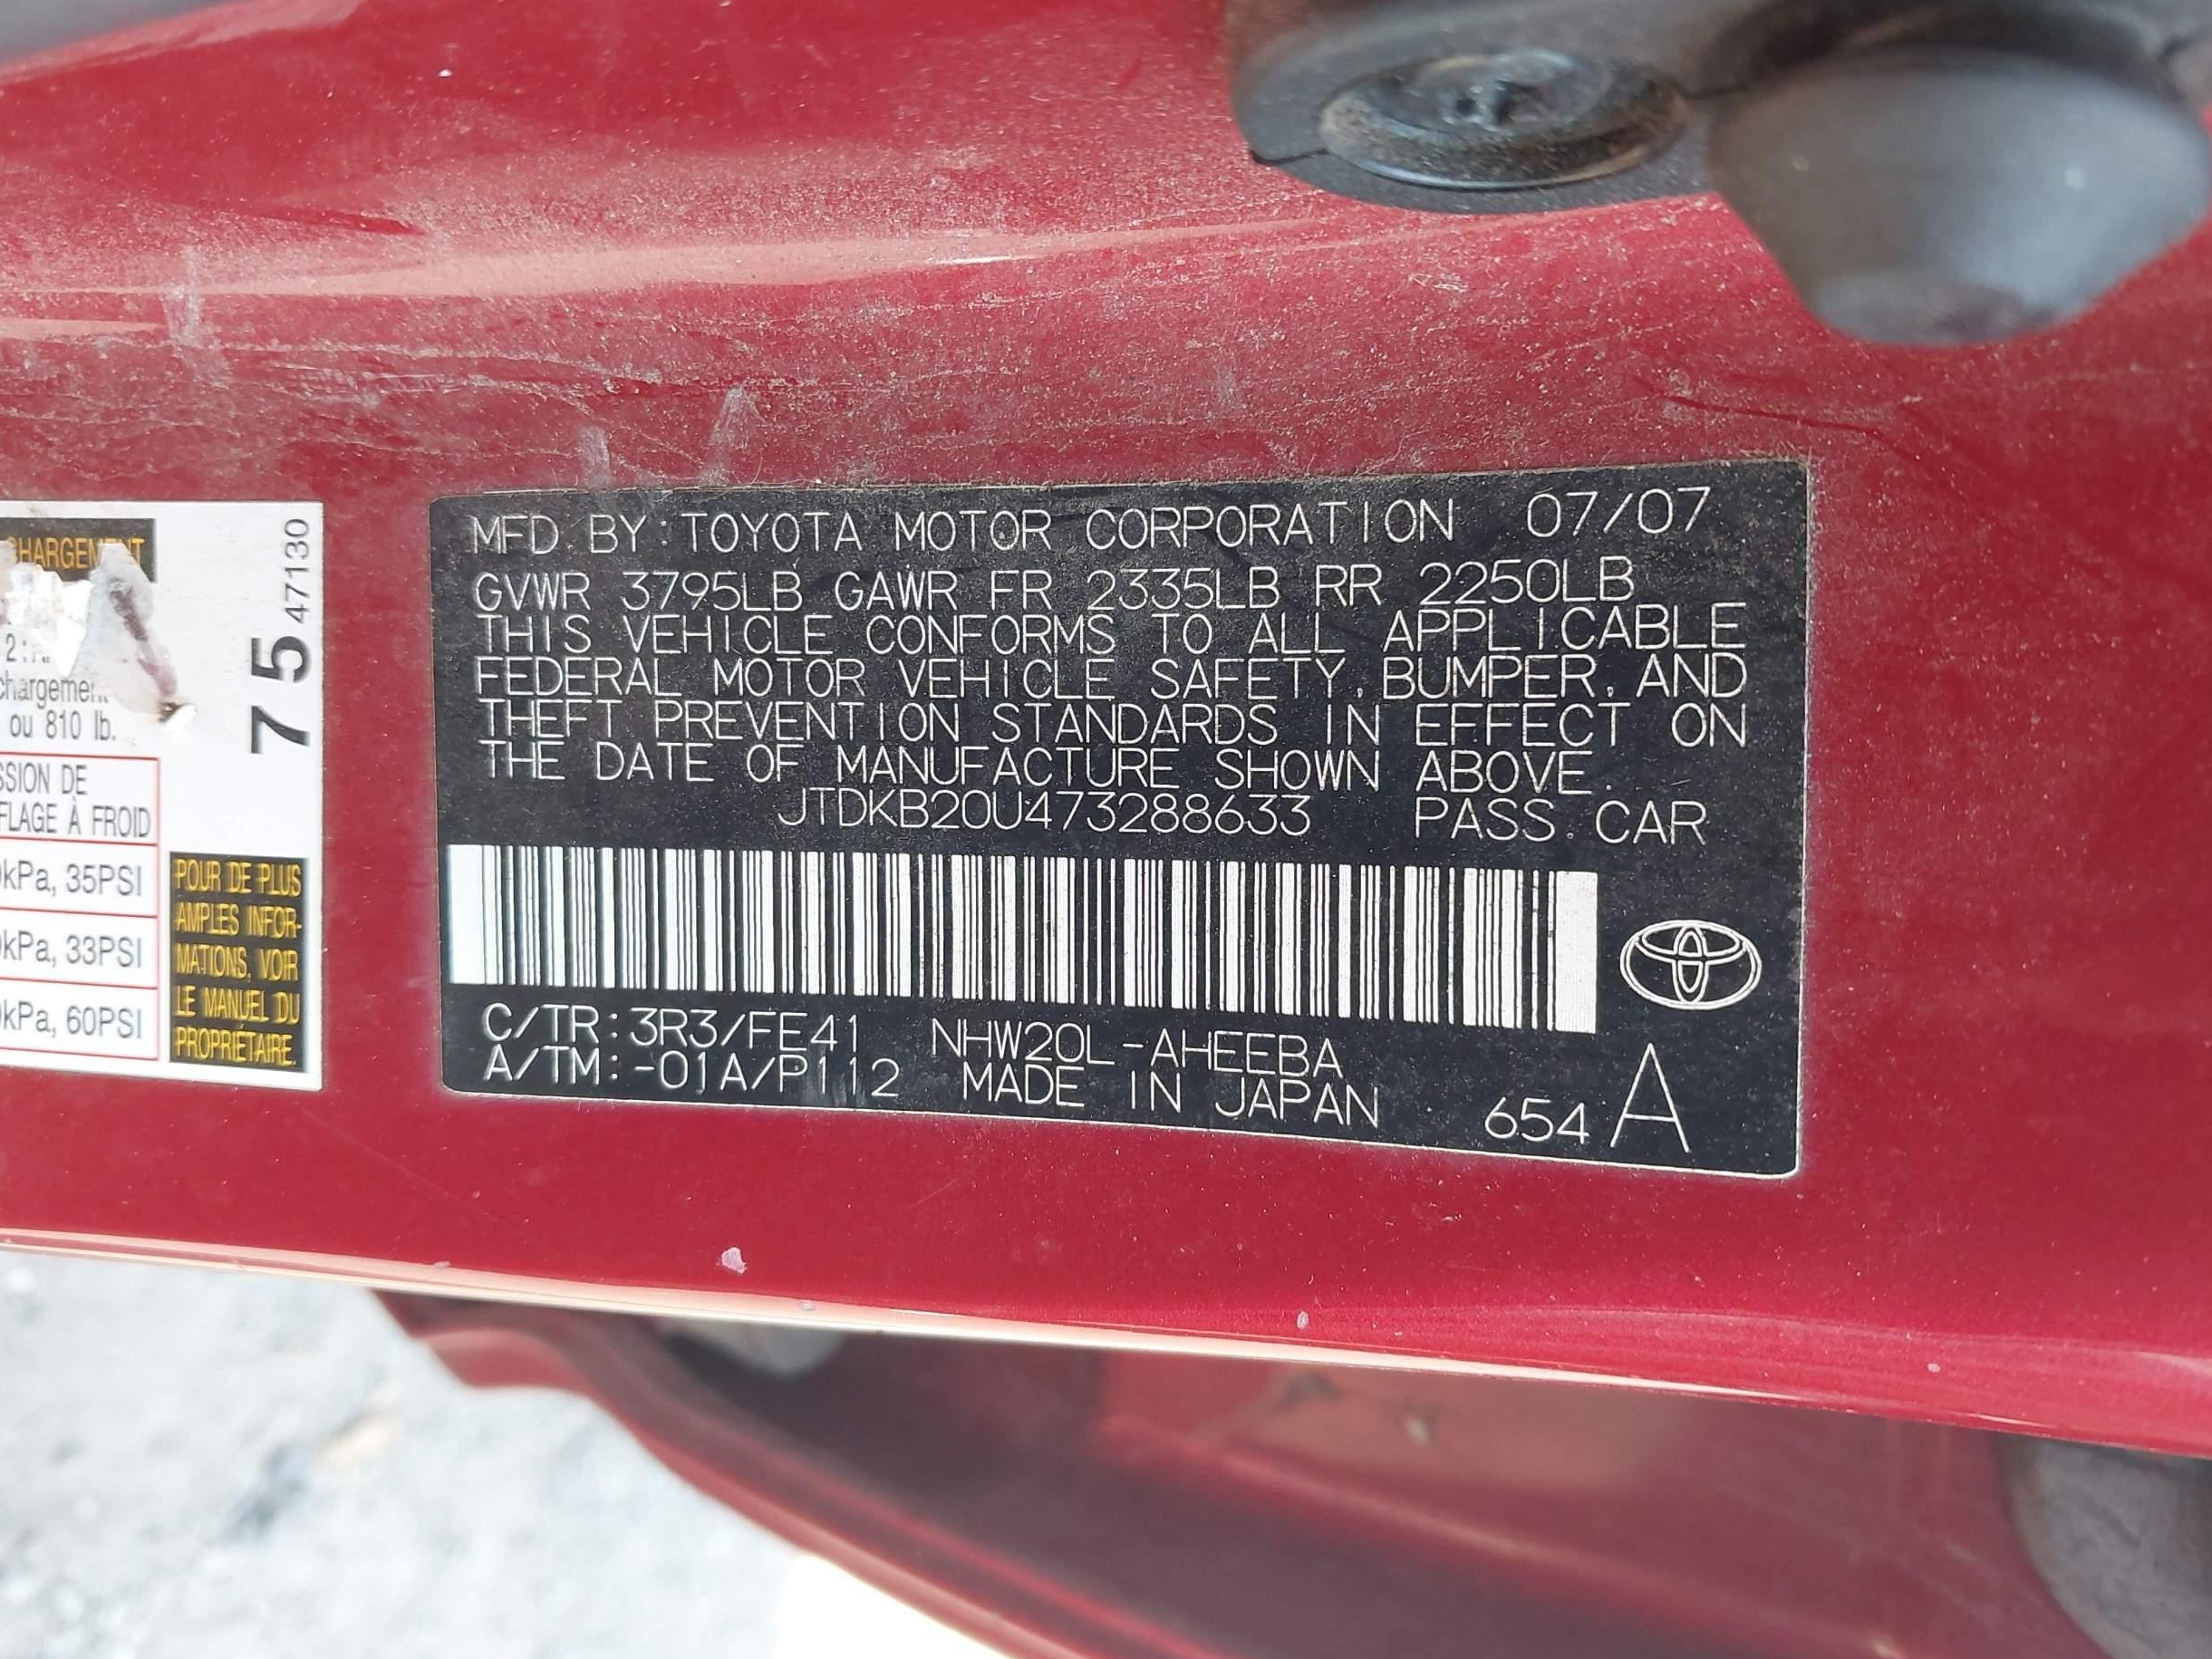 CHARGEMENT
chargement
ou 810 lb.
SSION DE
FLAGE À FROID
kPa, 35PSI
kPa, 33PSI
kPa, 60PSI
75 47130
POUR DE PLUS
AMPLES INFOR-
MATIONS, VOIR
LE MANUEL DU
PROPRIÉTAIRE.
MFD. BY: TOYOTA MOTOR CORPORATION 07/07
GVWR 3795LB GAWR FR 2335LB RR 2250LB
THIS VEHICLE CONFORMS TO ALL APPLICABLE
FEDERAL MOTOR VEHICLE SAFETY, BUMPER, AND
THEFT PREVENTION STANDARDS IN EFFECT ON
THE DATE OF MANUFACTURE SHOWN ABOVE.
JTDKB20U473288633 PASS. CAR
C/TR:3R3/FE41 NHW20L-AHEEBA
A/TM:-01A/P112 MADE IN JAPAN 654 A